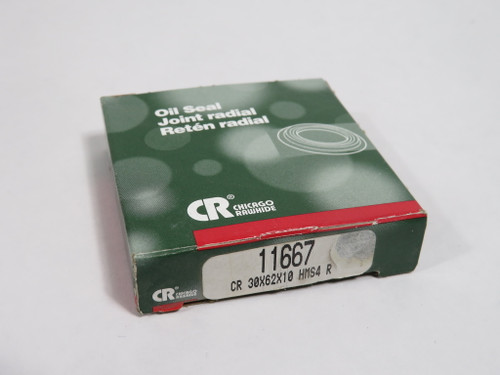 Oil Seal
Joint radial
Retén radial
CR®
CHICAGO
RAWHIDE
11667
CR 30X62X10 HMS4 R
CR®
CHICAGO
RAWHIDE